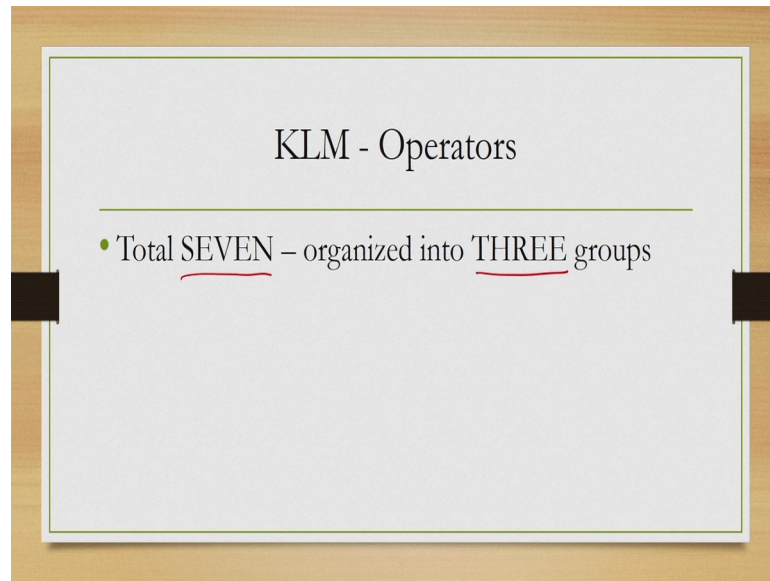 KLM - Operators
• Total SEVEN – organized into THREE groups